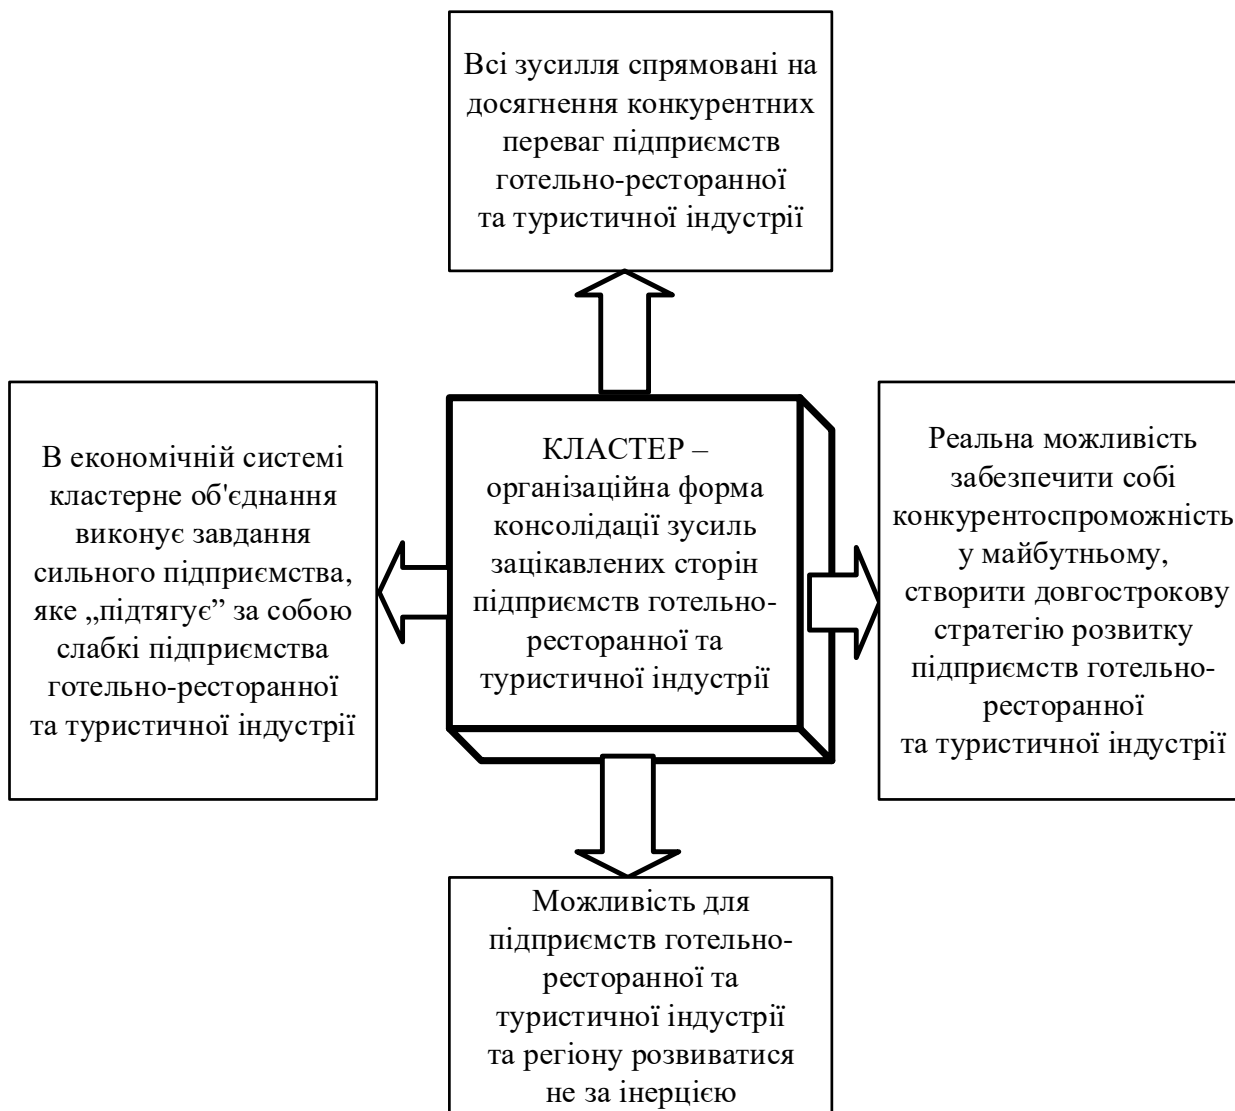 Всі зусилля спрямовані на
досягнення конкурентних
переваг підприємств
готельно-ресторанної
та туристичної індустрії
В економічній системі
кластерне об'єднання
виконує завдання
сильного підприємства,
яке „підтягує” за собою
слабкі підприємства
готельно-ресторанної
та туристичної індустрії
КЛАСТЕР –
організаційна форма
консолідації зусиль
зацікавлених сторін
підприємств готельно-
ресторанної та
туристичної індустрії
Реальна можливість
забезпечити собі
конкурентоспроможність
у майбутньому,
створити довгострокову
стратегію розвитку
підприємств готельно-
ресторанної
та туристичної індустрії
Можливість для
підприємств готельно-
ресторанної та
туристичної індустрії
та регіону розвиватися
не за інерцією